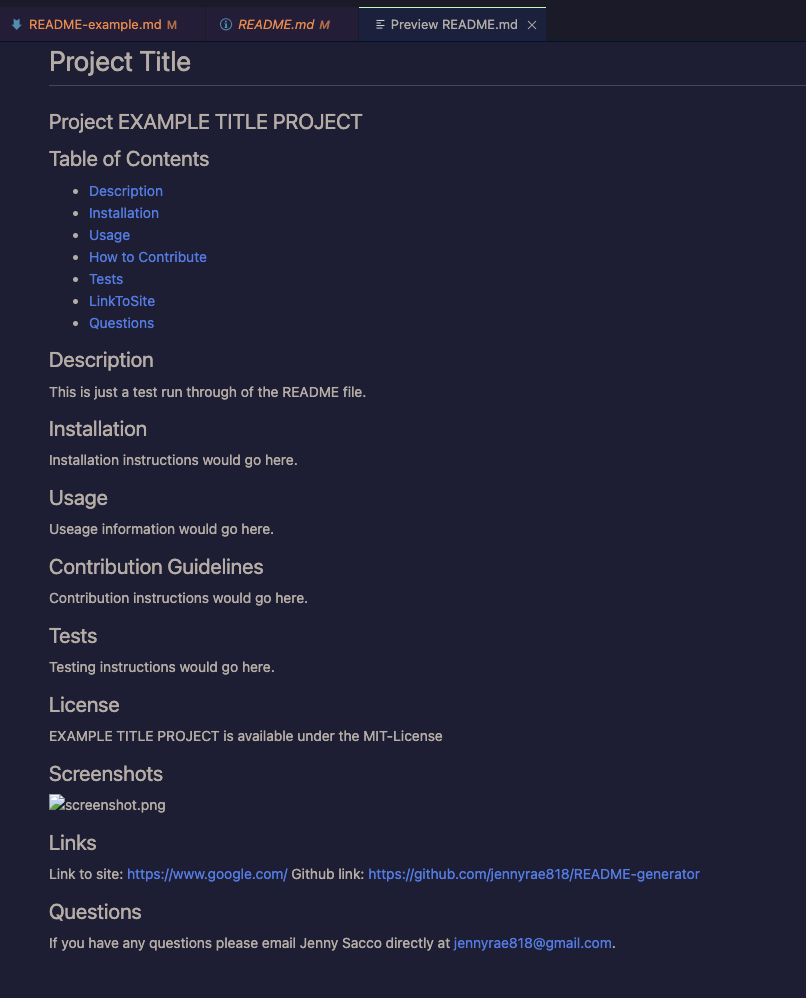 README-example.md M README.md M Preview README.md
Project Title
Project EXAMPLE TITLE PROJECT
Table of Contents
Description
Installation
Usage
How to Contribute
Tests
LinkToSite
Questions
Description
This is just a test run through of the README file.
Installation
Installation instructions would go here.
Usage
Useage information would go here.
Contribution Guidelines
Contribution instructions would go here.
Tests
Testing instructions would go here.
License
EXAMPLE TITLE PROJECT is available under the MIT-License
Screenshots
screenshot.png
Links
Link to site: https://www.google.com/ Github link: https://github.com/jennyrae818/README-generator
Questions
If you have any questions please email Jenny Sacco directly at jennyrae818@gmail.com.